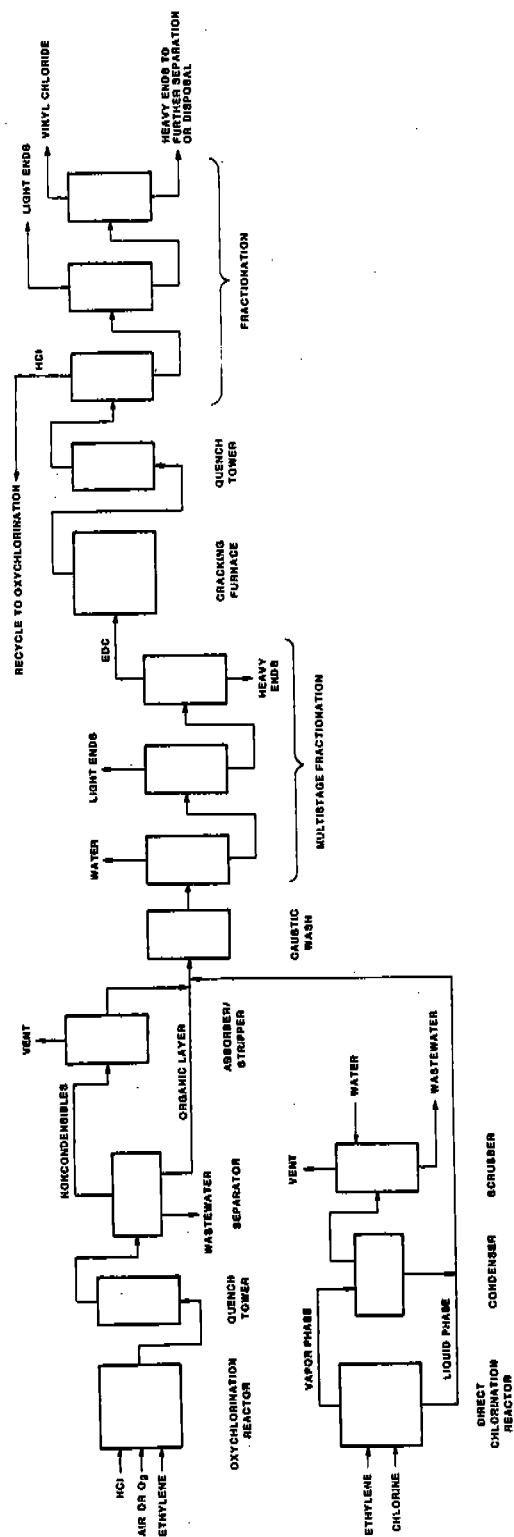 HCl
AIR OR O2
ETHYLENE
OXYCHLORINATION
REACTOR
QUENCH
TOWER
NONCONDENSIBLES
WASTEWATER
SEPARATOR
VENT
ORGANIC LAYER
ABSORBER/
STRIPPER
ETHYLENE
CHLORINE
DIRECT
CHLORINATION
REACTOR
VAPOR PHASE
LIQUID PHASE
CONDENSER
VENT
WATER
WASTEWATER
SCRUBBER
CAUSTIC
WASH
WATER
LIGHT ENDS
HEAVY
ENDS
MULTISTAGE FRACTIONATION
EDC
CRACKING
FURNACE
QUENCH
TOWER
RECYCLE TO OXYCHLORINATION
HCl
LIGHT ENDS
VINYL CHLORIDE
HEAVY ENDS TO
FURTHER SEPARATION
OR DISPOSAL
FRACTIONATION